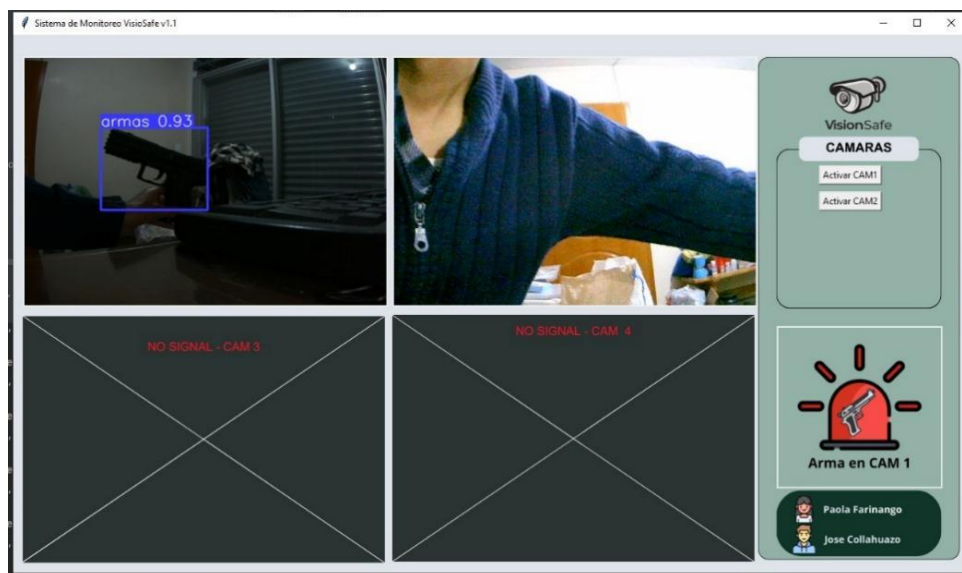 Sistema de Monitoreo VisioSafe v1.1
armas 0.93
NO SIGNAL - CAM 3
NO SIGNAL - CAM 4
VisionSafe
CAMARAS
Activar CAM1
Activar CAM2
Arma en CAM 1
Paola Farinango
Jose Collahuazo